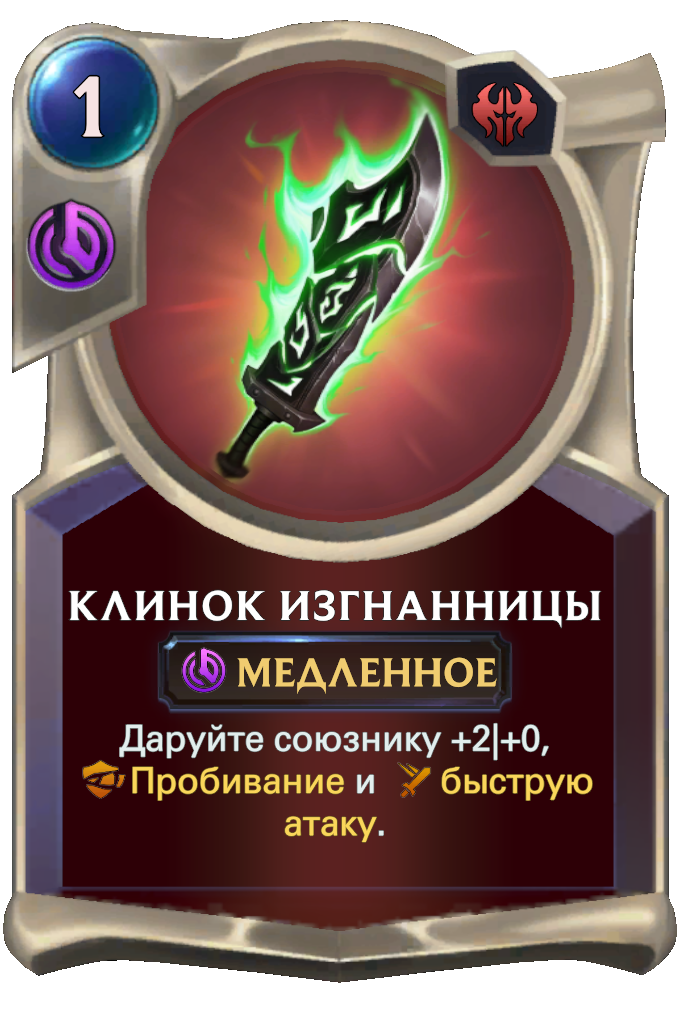 1
КЛИНОК ИЗГНАННИЦЫ
МЕДЛЕННОЕ
Даруйте союзнику +2|+0,
Пробивание и быструю
атаку.